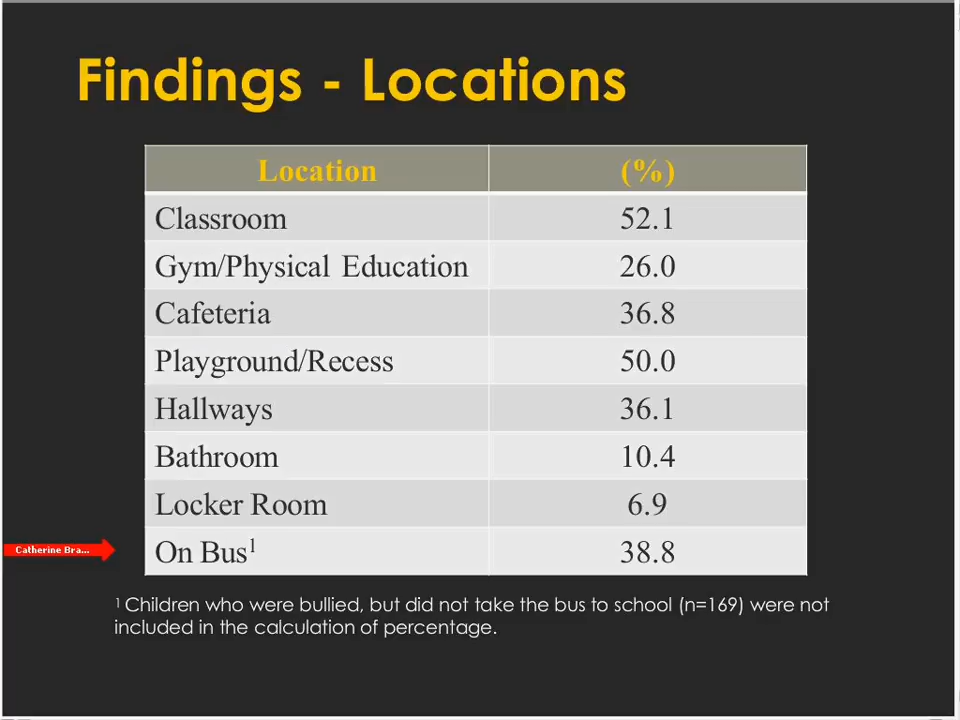 Findings - Locations
Location (%)
Classroom 52.1
Gym/Physical Education 26.0
Cafeteria 36.8
Playground/Recess 50.0
Hallways 36.1
Bathroom 10.4
Locker Room 6.9
Catherine Bra... On Bus¹ 38.8
¹ Children who were bullied, but did not take the bus to school (n=169) were not
included in the calculation of percentage.